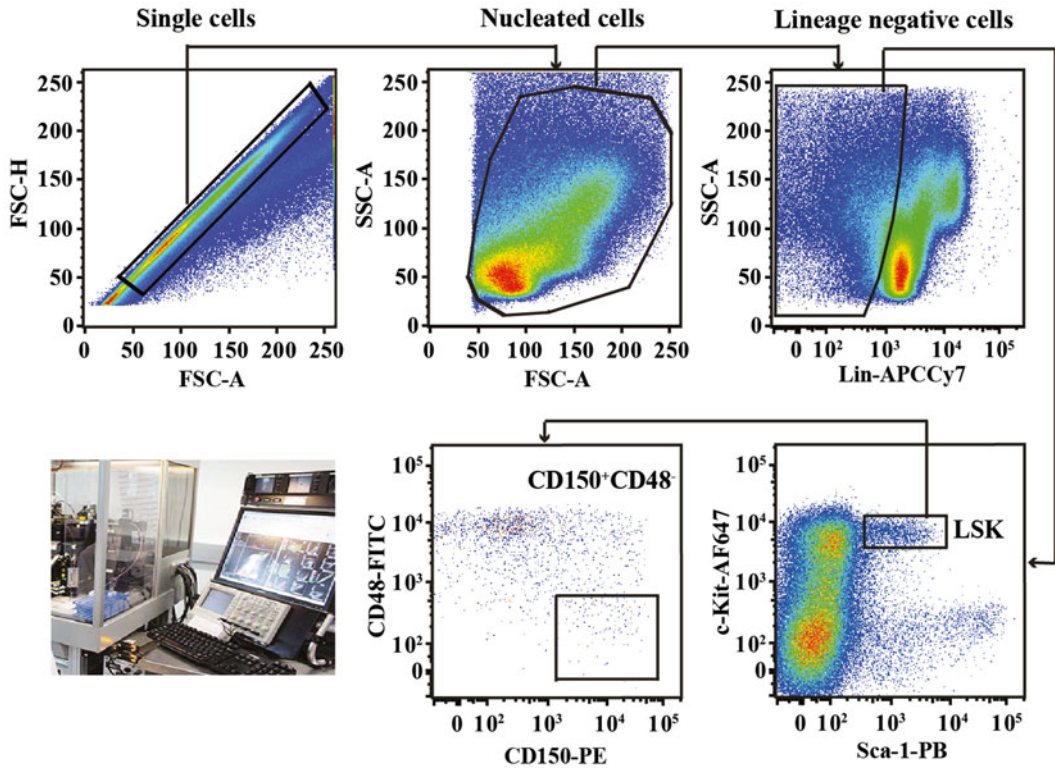 Single cells
Nucleated cells
Lineage negative cells
250
200
150
100
50
0
FSC-H
0 50 100 150 200 250
FSC-A
250
200
150
100
50
0
SSC-A
0 50 100 150 200 250
FSC-A
250
200
150
100
50
0
SSC-A
0 10² 10³ 10⁴ 10⁵
Lin-APCCy7
10⁵
10⁴
10³
10²
0
CD48-FITC
CD150⁺CD48⁻
0 10² 10³ 10⁴ 10⁵
CD150-PE
10⁵
10⁴
10³
10²
0
c-Kit-AF647
LSK
0 10² 10³ 10⁴ 10⁵
Sca-1-PB